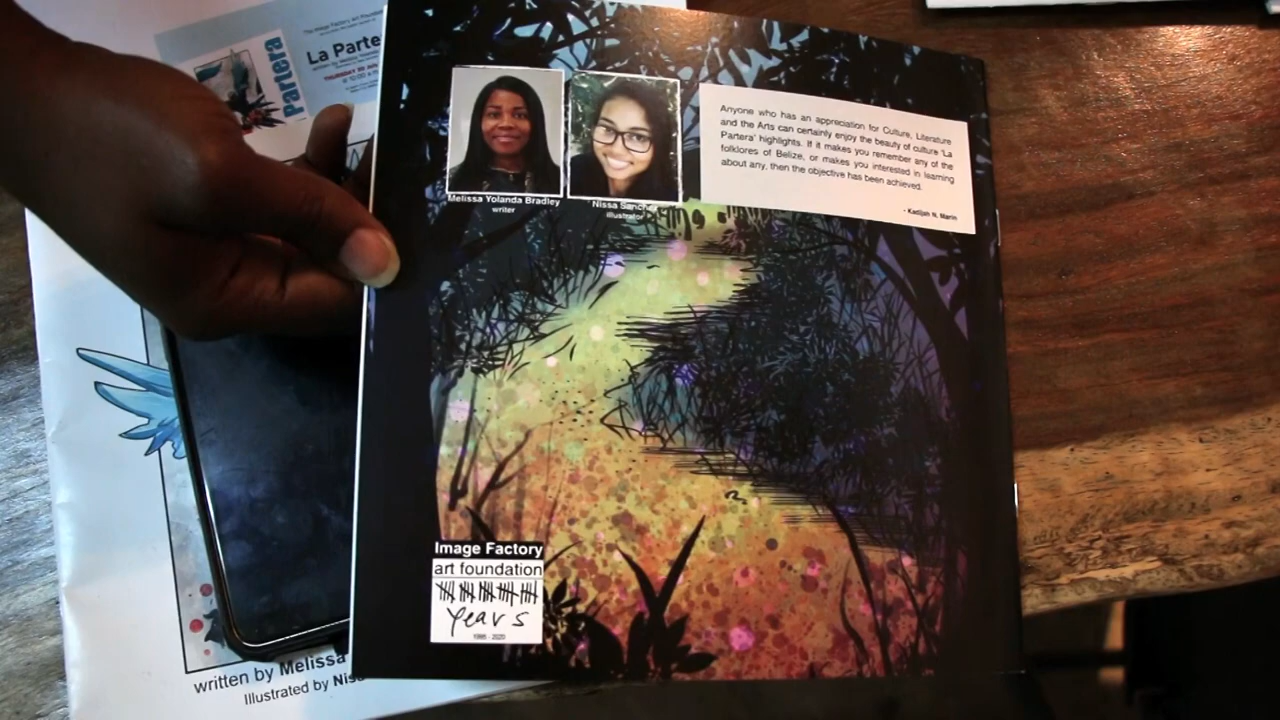 The Image Factory Art Foundation
La Parte
written by Melissa
THURSDAY
Partera
Melissa Yolanda Bradley
writer
Nissa Sanchez
illustrator
Anyone who has an appreciation for Culture, Literature
and the Arts can certainly enjoy the beauty of culture 'La
Partera' highlights. If it makes you remember any of the
folklores of Belize, or makes you interested in learning
about any, then the objective has been achieved.
- Kadijah N. Marin
Image Factory
art foundation
years
1995 - 2020
written by Melissa
Illustrated by Nis